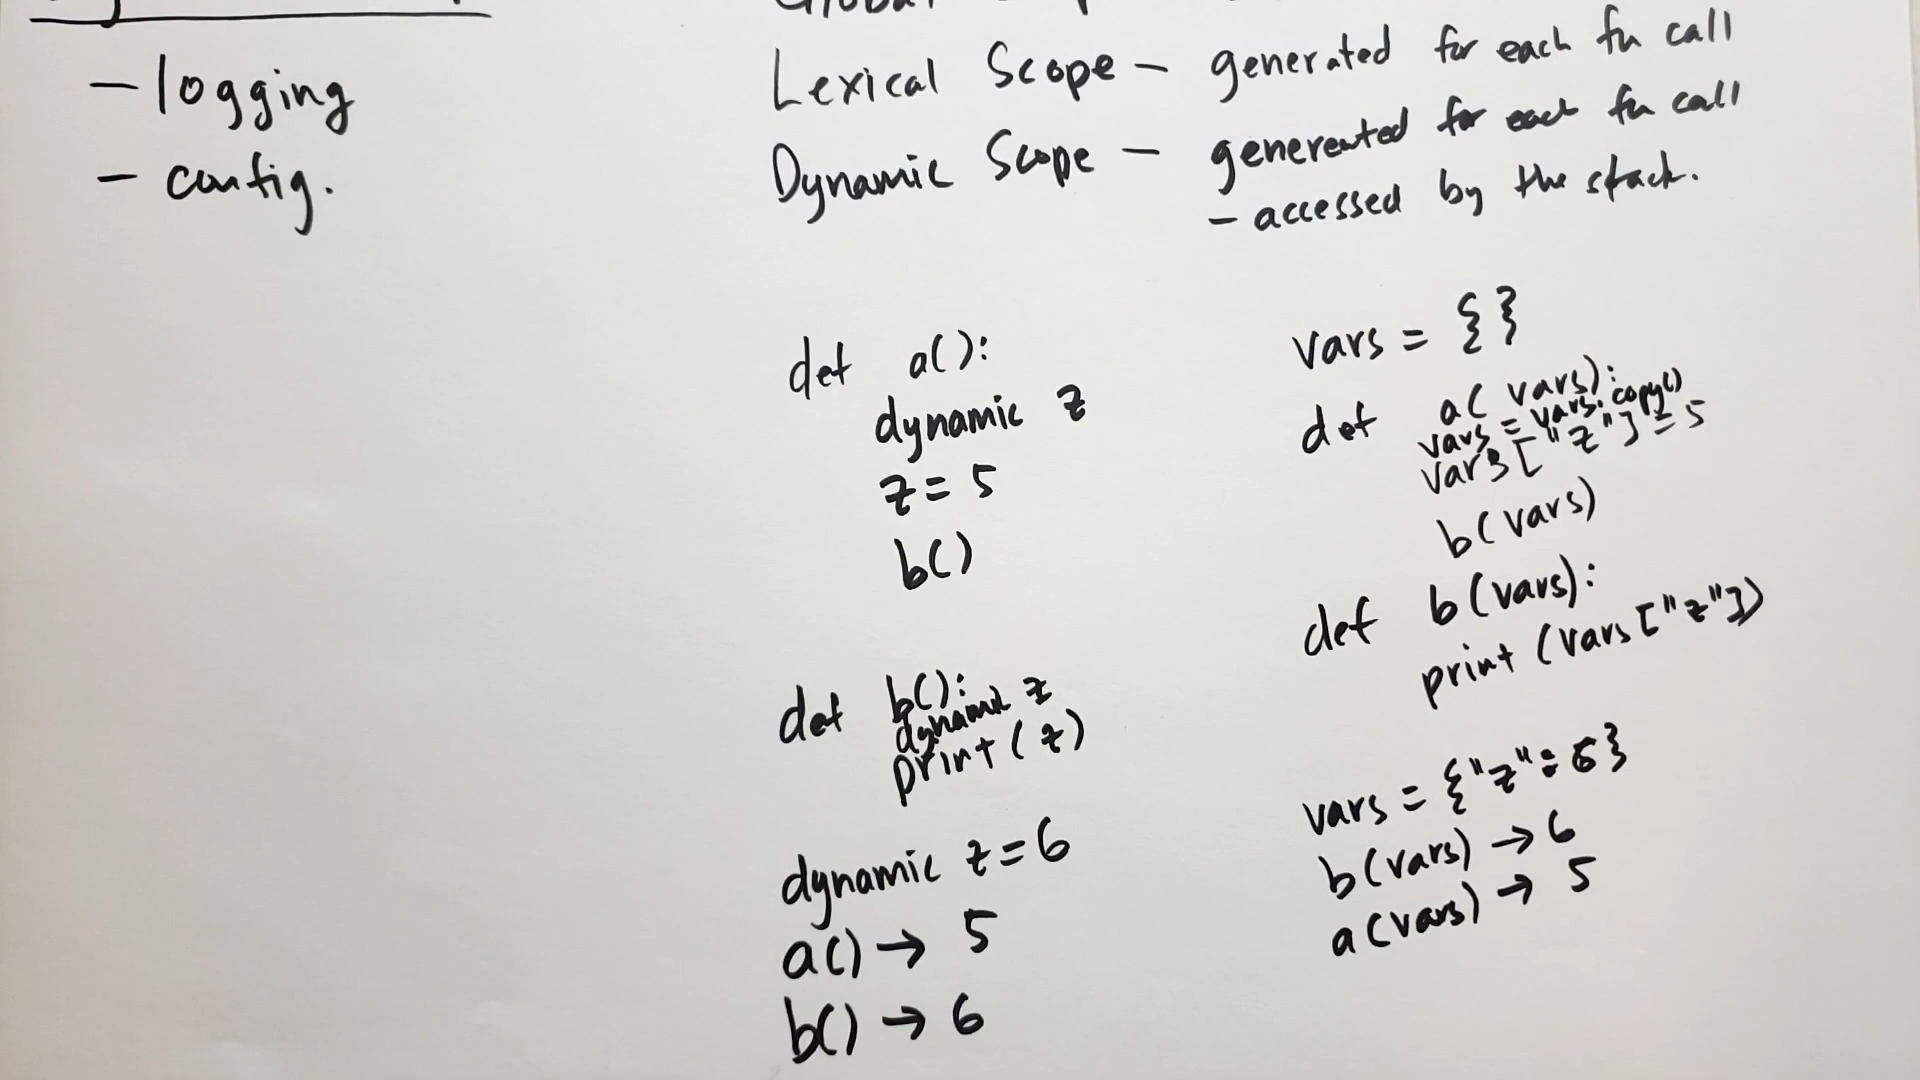 - logging
- config.
Global
Lexical Scope - generated for each fn call
Dynamic Scope - genereated for each fn call
- accessed by the stack.
def a():
dynamic z
z = 5
b()
def b():
dynamic z
print(z)
dynamic z = 6
a() → 5
b() → 6
vars = {}
def a(vars):
vars = vars.copy()
vars["z"] = 5
b(vars)
def b(vars):
print(vars["z"])
vars = {"z": 6}
b(vars) → 6
a(vars) → 5